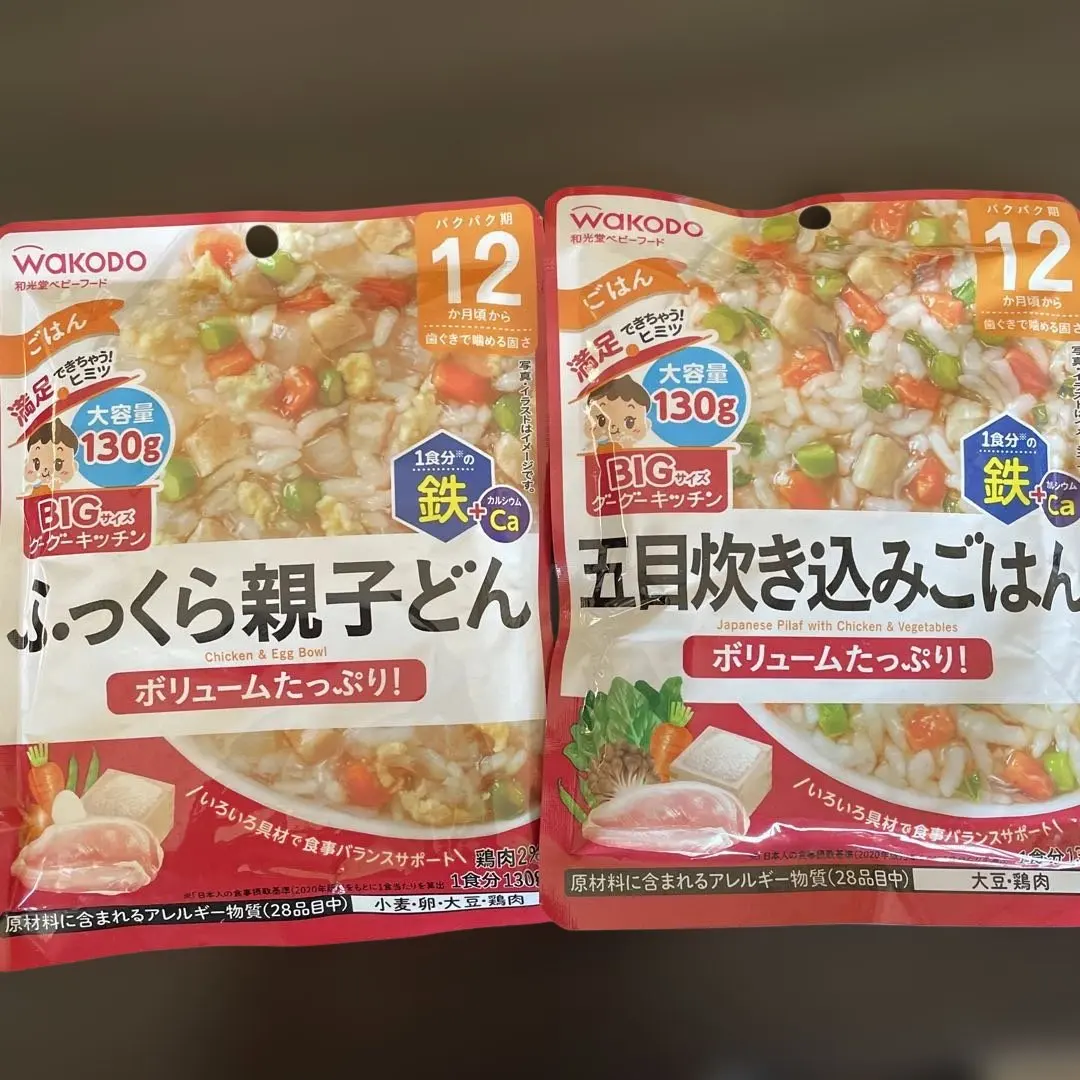 WAKODO
和光堂ベビーフード
パクパク期
12
か月頃から
歯ぐきで噛める固さ
ごはん
満足できちゃう!
ヒミツ
大容量
130g
BIGサイズ
グーグーキッチン
写真・イラストはイメージです。
1食分※の
鉄+
カルシウム
Ca
ふっくら親子どん
Chicken & Egg Bowl
ボリュームたっぷり!
\いろいろ具材で食事バランスサポート/
鶏肉2%
1食分130g
原材料に含まれるアレルギー物質(28品目中)
小麦・卵・大豆・鶏肉
WAKODO
和光堂ベビーフード
パクパク期
12
か月頃から
歯ぐきで噛める固さ
ごはん
満足できちゃう!
ヒミツ
大容量
130g
BIGサイズ
グーグーキッチン
1食分※の
鉄+
カルシウム
Ca
五目炊き込みごはん
Japanese Pilaf with Chicken & Vegetables
ボリュームたっぷり!
\いろいろ具材で食事バランスサポート/
原材料に含まれるアレルギー物質(28品目中)
大豆・鶏肉